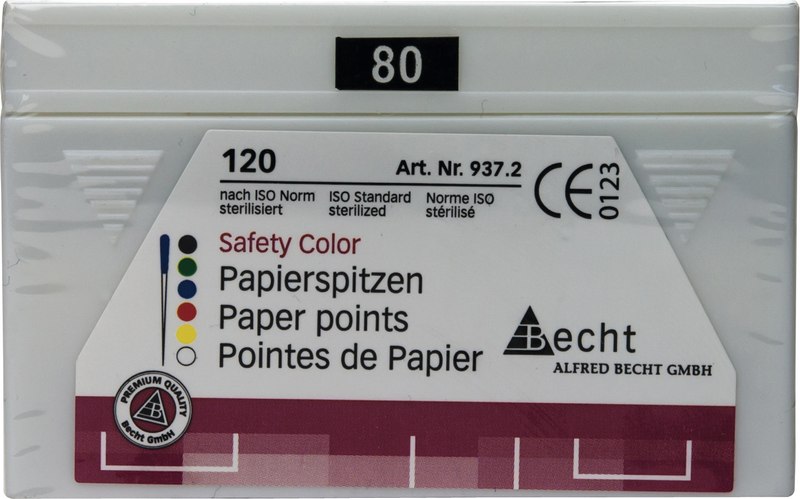 80
120 Art. Nr. 937.2
nach ISO Norm ISO Standard Norme ISO
sterilisiert sterilized stérilisé
CE 0123
Safety Color
Papierspitzen
Paper points
Pointes de Papier
Becht
ALFRED BECHT GMBH
PREMIUM QUALITY
B
Becht GmbH